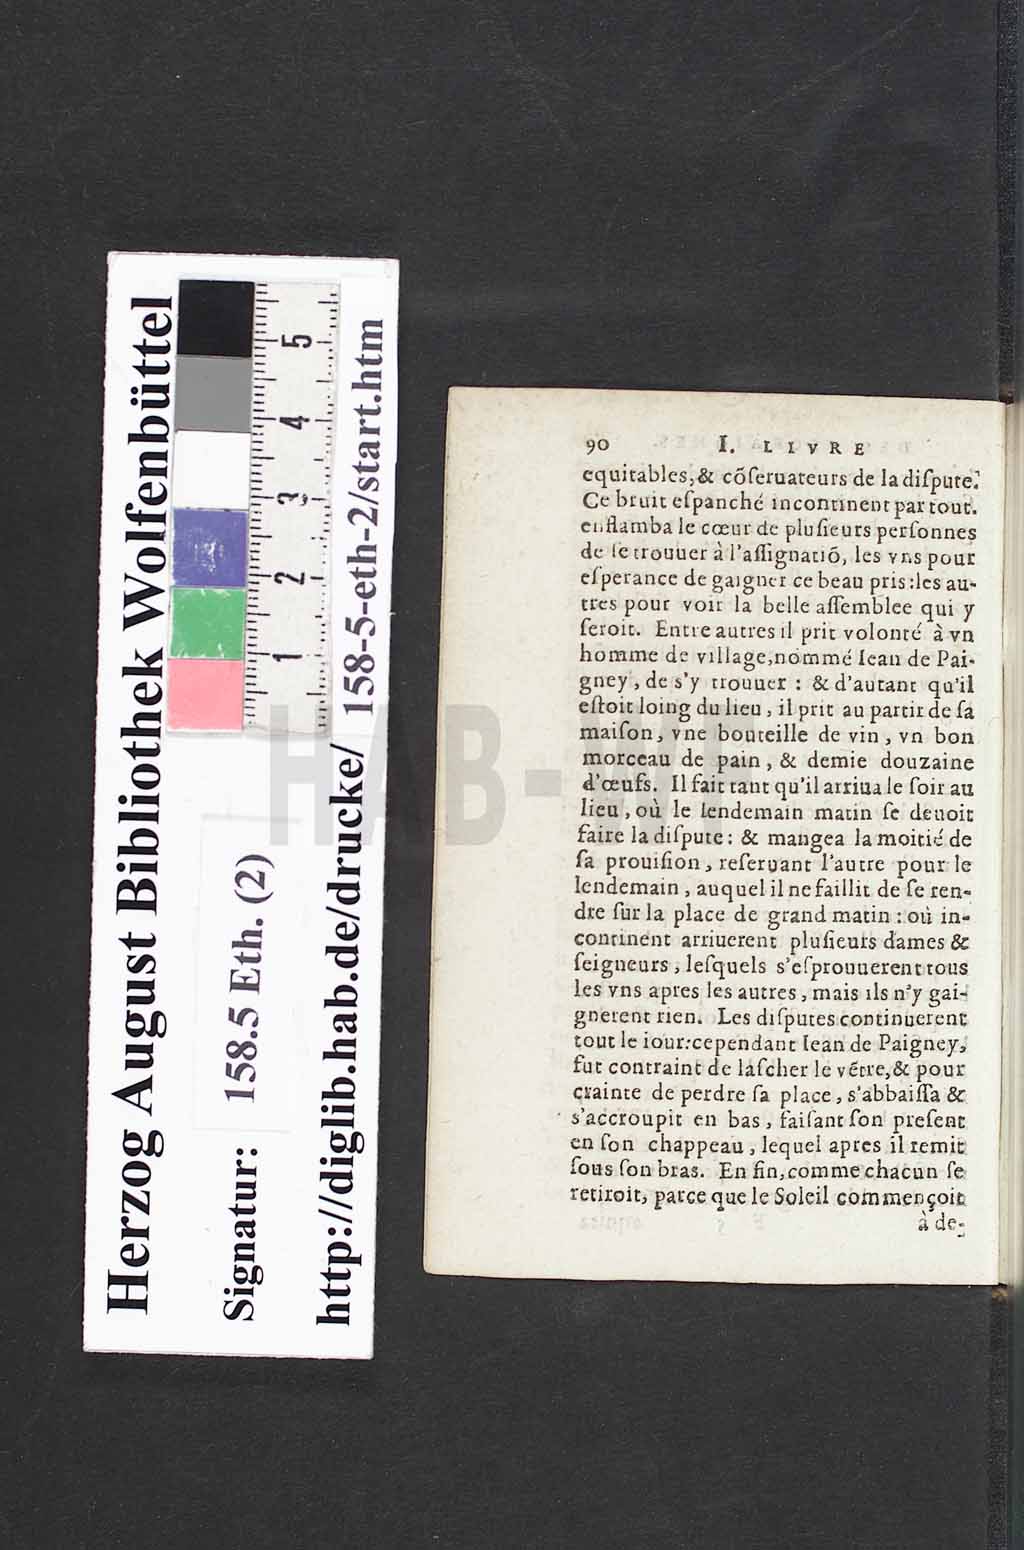 Herzog August Bibliothek Wolfenbüttel
Signatur: 158.5 Eth. (2)
http://diglib.hab.de/drucke/ 158-5-eth-2/start.htm
1 2 3 4 5
HAB-WF
90 I. LIVRE
equitables,& cõſeruateurs de la diſpute.
Ce bruit eſpanché incontinent par tout.
enflamba le cœur de pluſieurs perſonnes
de ſe trouuer à l'aſſignatiõ, les vns pour
eſperance de gaigner ce beau pris:les au-
tres pour voir la belle aſſemblee qui y
ſeroit. Entre autres il prit volonté à vn
homme de village,nommé Iean de Pai-
gney, de s'y trouuer : & d'autant qu'il
eſtoit loing du lieu, il prit au partir de ſa
maiſon, vne bouteille de vin, vn bon
morceau de pain, & demie douzaine
d'œufs. Il fait tant qu'il arriua le ſoir au
lieu, où le lendemain matin ſe deuoit
faire la diſpute: & mangea la moitié de
ſa prouiſion, reſeruant l'autre pour le
lendemain, auquel il ne faillit de ſe ren-
dre ſur la place de grand matin : où in-
continent arriuerent pluſieurs dames &
ſeigneurs, leſquels s'eſprouuerent tous
les vns apres les autres, mais ils n'y gai-
gnerent rien. Les diſputes continuerent
tout le iour:cependant Iean de Paigney,
fut contraint de laſcher le vẽtre,& pour
crainte de perdre ſa place, s'abbaiſſa &
s'accroupit en bas, faiſant ſon preſent
en ſon chappeau, lequel apres il remit
ſous ſon bras. En fin,comme chacun ſe
retiroit, parce que le Soleil commençoit
à de-